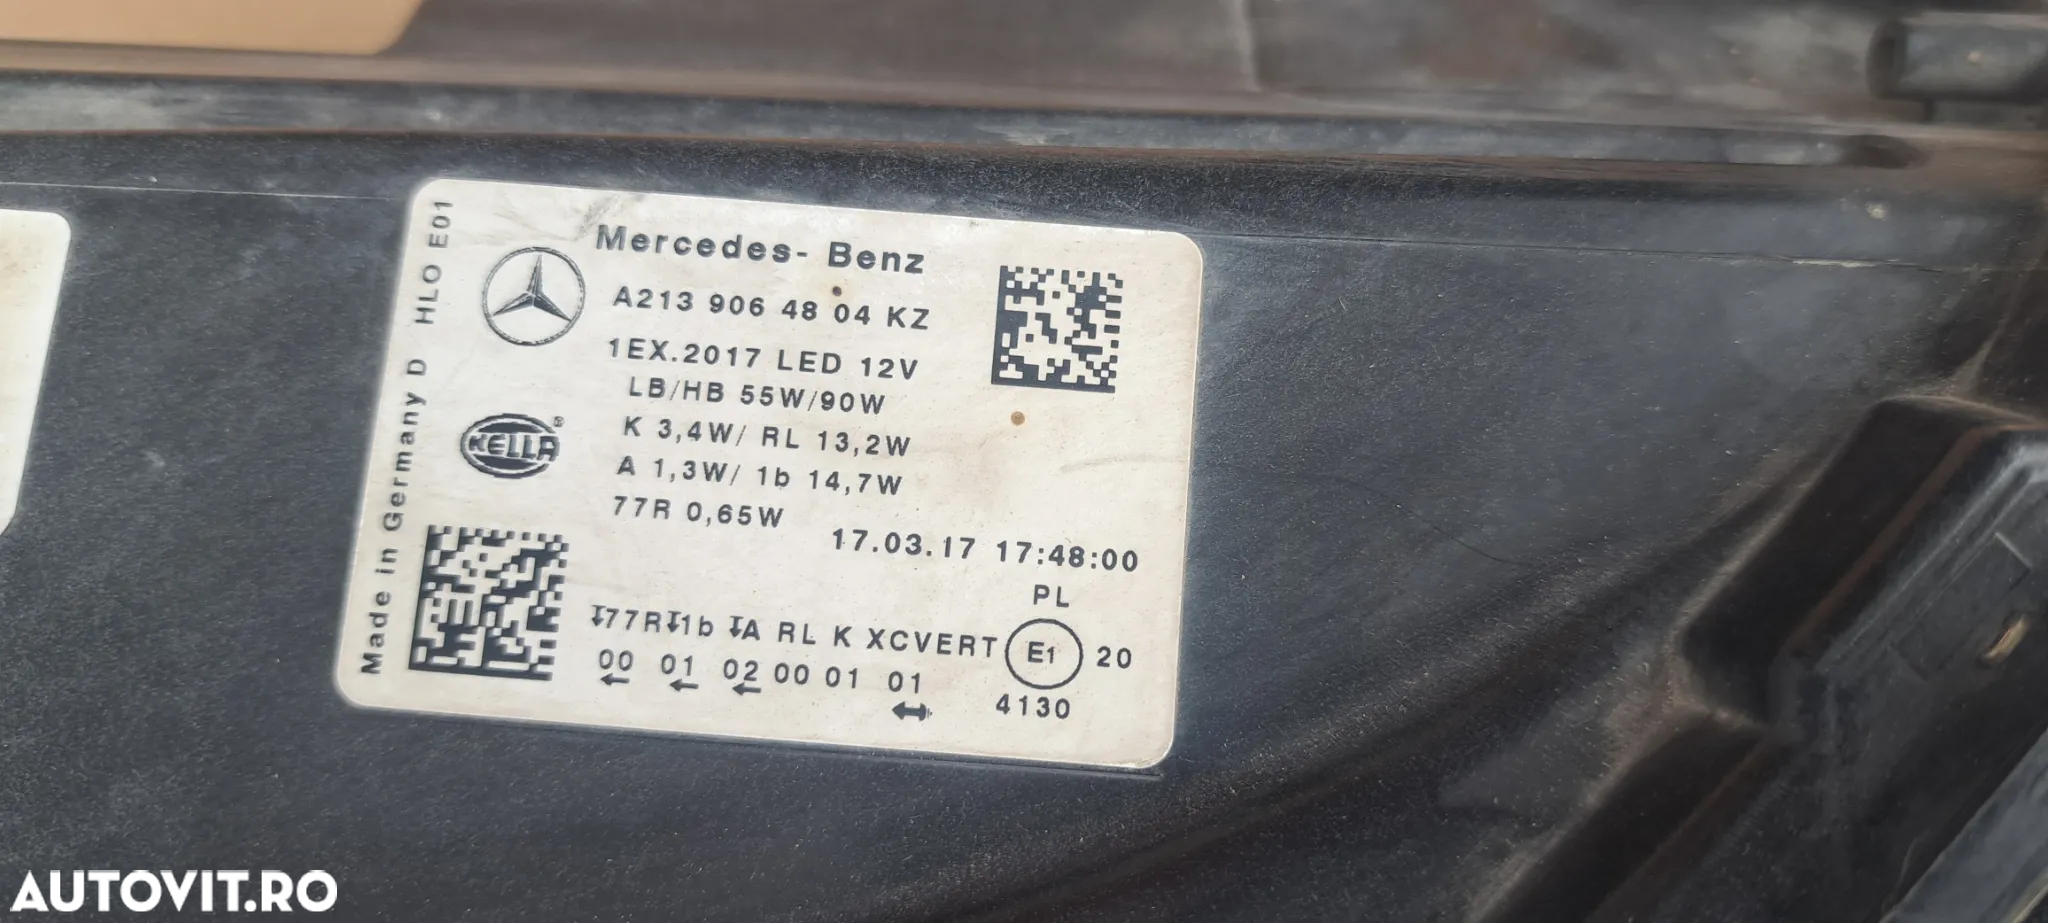 Mercedes- Benz
A213 906 4804 KZ
1EX.2017 LED 12V
LB/HB 55W/90W
K 3,4W/ RL 13,2W
A 1,3W/ 1b 14,7W
77R 0,65W
17.03.17 17:48:00
PL
77R 1b A RL K XCVERT E1 20
00 01 02 00 01 01
4130
HELLA®
Made in Germany D HLO E01
AUTOVIT.RO